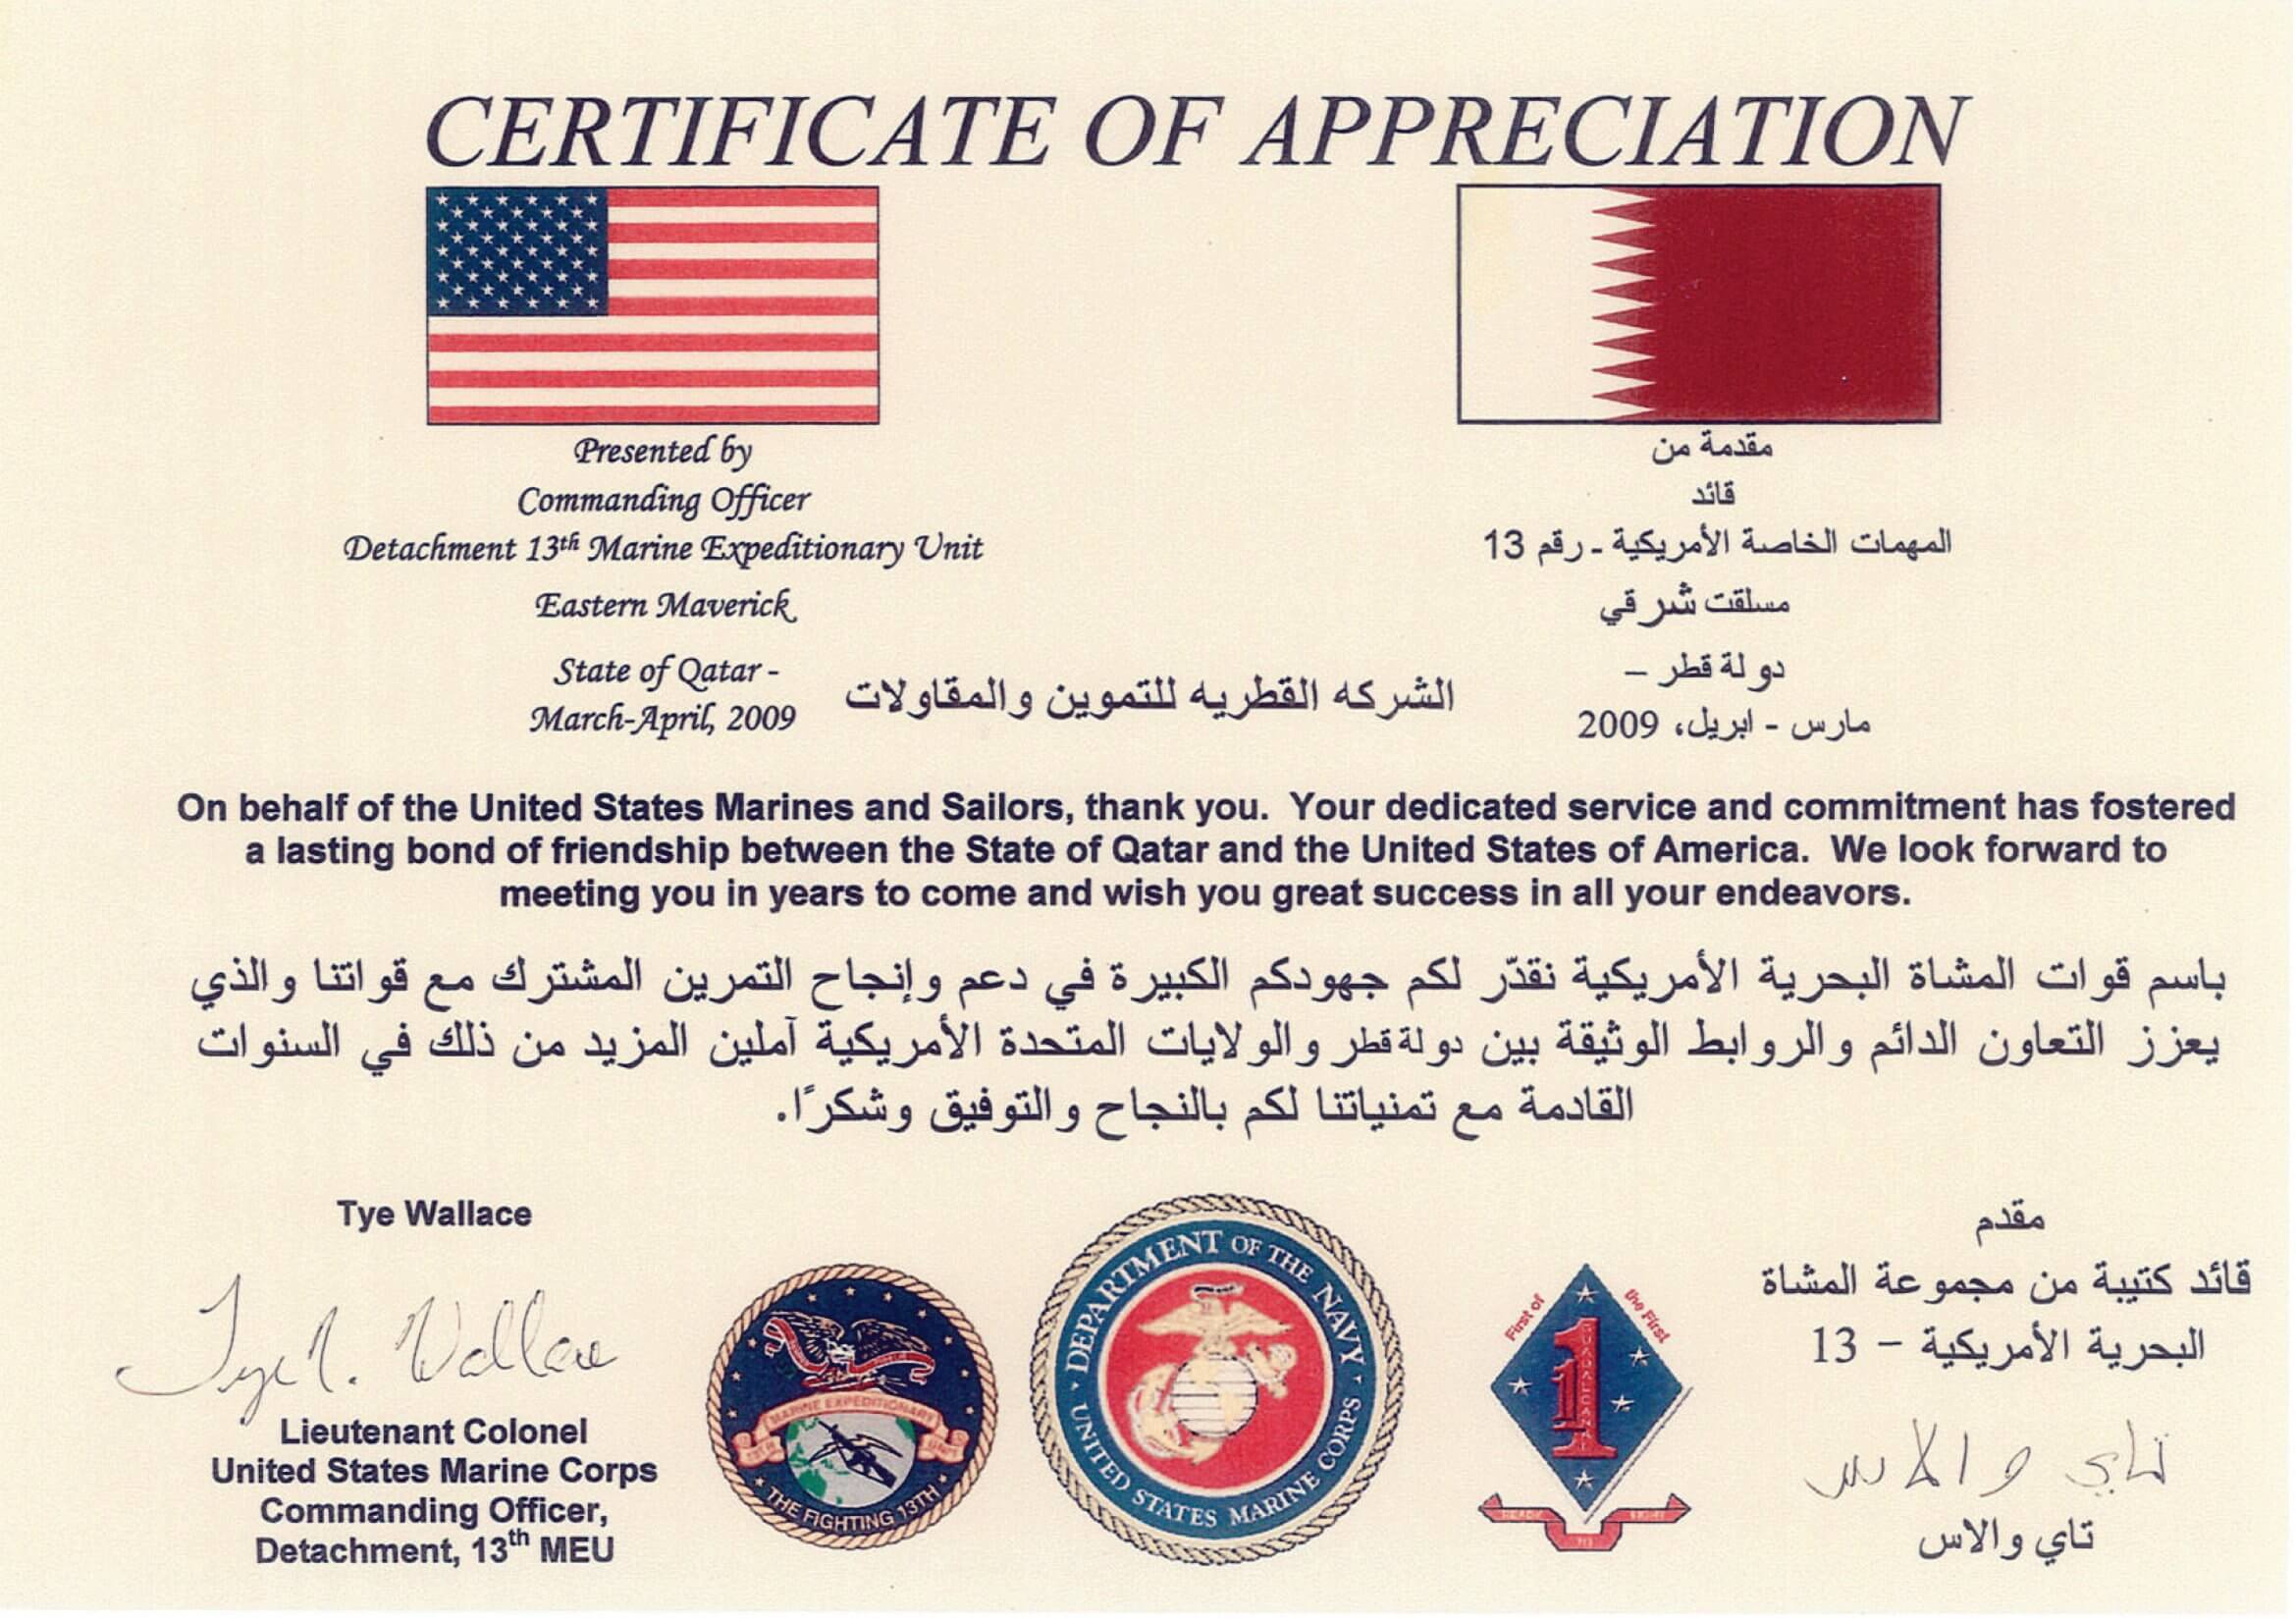 CERTIFICATE OF APPRECIATION
Presented by
Commanding Officer
Detachment 13th Marine Expeditionary Unit
Eastern Maverick
State of Qatar -
March-April, 2009
مقدمة من
قائد
المهمات الخاصة الأمريكية - رقم 13
مسلقت شرقي
دولة قطر –
مارس - ابريل، 2009
الشركه القطريه للتموين والمقاولات
On behalf of the United States Marines and Sailors, thank you. Your dedicated service and commitment has fostered
a lasting bond of friendship between the State of Qatar and the United States of America. We look forward to
meeting you in years to come and wish you great success in all your endeavors.
باسم قوات المشاة البحرية الأمريكية نقدّر لكم جهودكم الكبيرة في دعم وإنجاح التمرين المشترك مع قواتنا والذي
يعزز التعاون الدائم والروابط الوثيقة بين دولة قطر والولايات المتحدة الأمريكية آملين المزيد من ذلك في السنوات
القادمة مع تمنياتنا لكم بالنجاح والتوفيق وشكرًا.
Tye Wallace
Tye R. Wallace
Lieutenant Colonel
United States Marine Corps
Commanding Officer,
Detachment, 13th MEU
MARINE EXPEDITIONARY
13TH UNIT
THE FIGHTING 13TH
DEPARTMENT OF THE NAVY
UNITED STATES MARINE CORPS
First of the First
1
GUADALCANAL
مقدم
قائد كتيبة من مجموعة المشاة
البحرية الأمريكية – 13
تاي والاس
تاي والاس